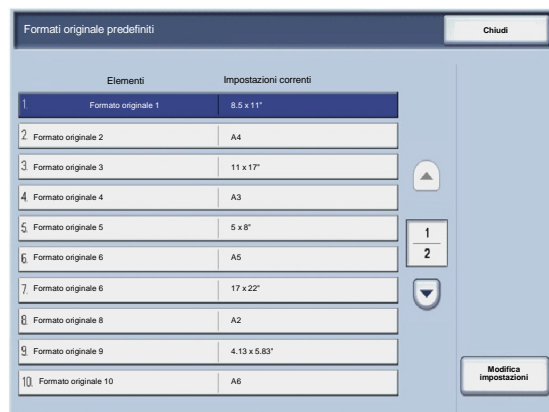 Formati originale predefiniti
Chiudi
Elementi Impostazioni correnti
1. Formato originale 1 8.5 x 11"
2. Formato originale 2 A4
3. Formato originale 3 11 x 17"
4. Formato originale 4 A3
5. Formato originale 5 5 x 8"
6. Formato originale 6 A5
7. Formato originale 6 17 x 22"
8. Formato originale 8 A2
9. Formato originale 9 4.13 x 5.83"
10. Formato originale 10 A6
1
2
Modifica
impostazioni